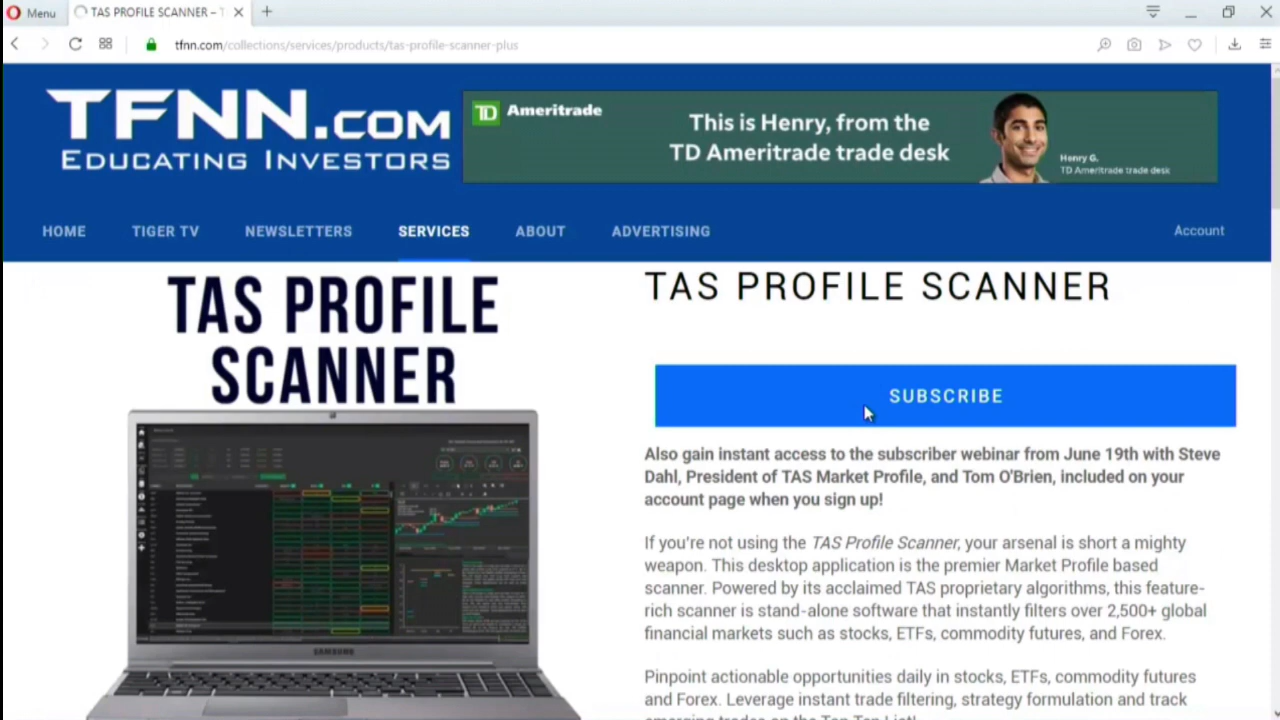 Menu
TAS PROFILE SCANNER – T
tfnn.com/collections/services/products/tas-profile-scanner-plus
TFNN.COM
EDUCATING INVESTORS
TD Ameritrade
This is Henry, from the
TD Ameritrade trade desk
Henry G.
TD Ameritrade trade desk
HOME
TIGER TV
NEWSLETTERS
SERVICES
ABOUT
ADVERTISING
Account
TAS PROFILE
SCANNER
SAMSUNG
TAS PROFILE SCANNER
SUBSCRIBE
Also gain instant access to the subscriber webinar from June 19th with Steve
Dahl, President of TAS Market Profile, and Tom O'Brien, included on your
account page when you sign up!
If you're not using the TAS Profile Scanner, your arsenal is short a mighty
weapon. This desktop application is the premier Market Profile based
scanner. Powered by its acclaimed TAS proprietary algorithms, this feature-
rich scanner is stand-alone software that instantly filters over 2,500+ global
financial markets such as stocks, ETFs, commodity futures, and Forex.
Pinpoint actionable opportunities daily in stocks, ETFs, commodity futures
and Forex. Leverage instant trade filtering, strategy formulation and track
emerging trades on the Top Ten List!